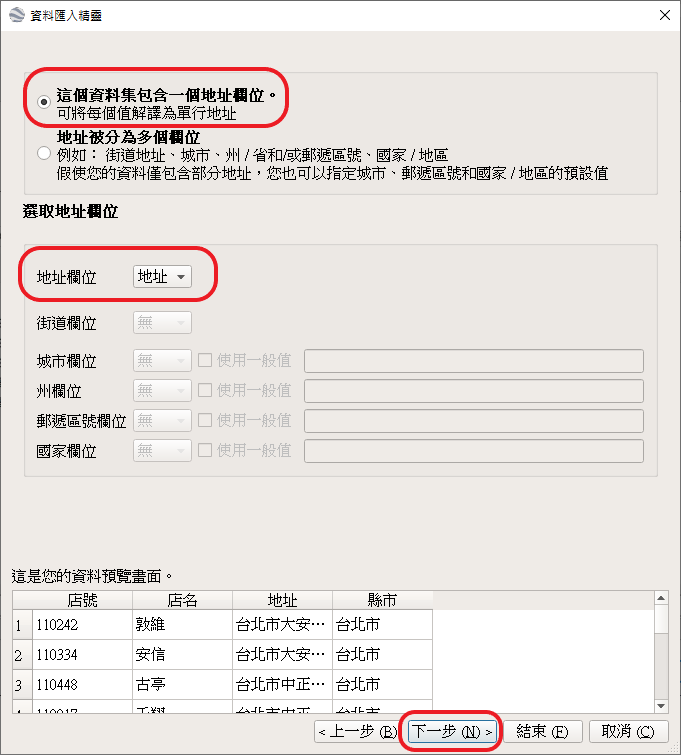 資料匯入精靈
這個資料集包含一個地址欄位。
可將每個值解譯為單行地址
地址被分為多個欄位
例如： 街道地址、城市、州 / 省和/或郵遞區號、國家 / 地區
假使您的資料僅包含部分地址，您也可以指定城市、郵遞區號和國家 / 地區的預設值
選取地址欄位
地址欄位 地址
街道欄位 無
城市欄位 無 使用一般值
州欄位 無 使用一般值
郵遞區號欄位 無 使用一般值
國家欄位 無 使用一般值
這是您的資料預覽畫面。
店號 店名 地址 縣市
1 110242 敦維 台北市大安… 台北市
2 110334 安信 台北市大安… 台北市
3 110448 古亭 台北市中正… 台北市
< 上一步 (B) 下一步 (N) > 結束 (F) 取消 (C)